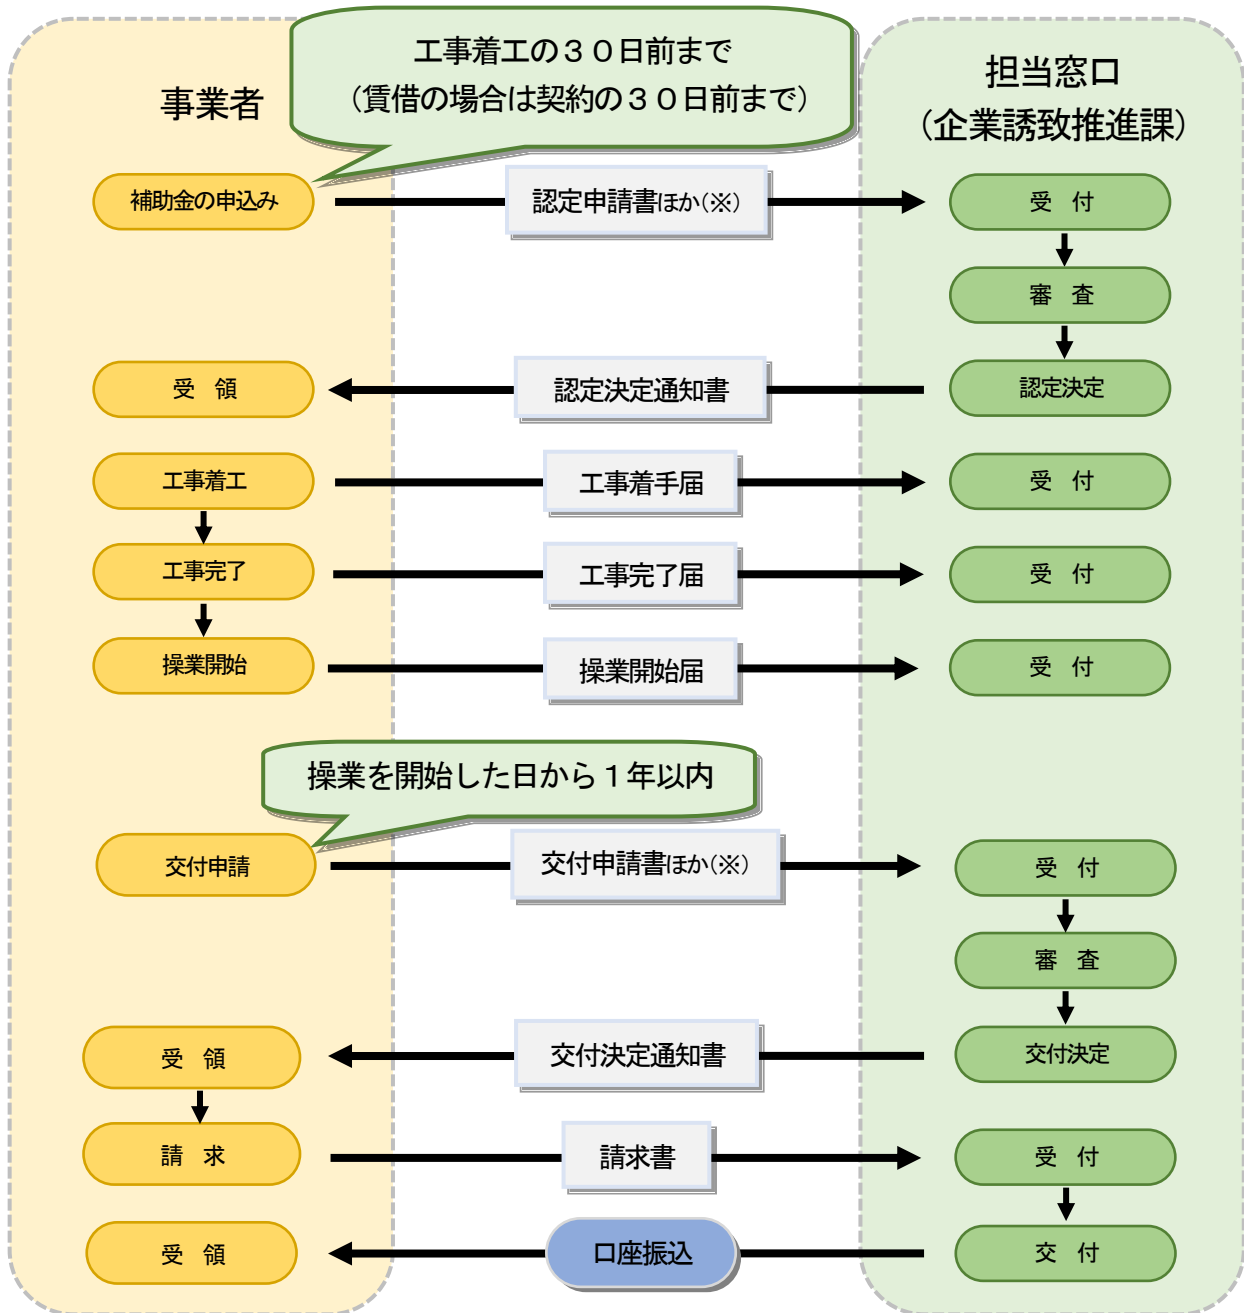 工事着工の３０日前まで
（賃借の場合は契約の３０日前まで）
事業者
担当窓口
（企業誘致推進課）
補助金の申込み
認定申請書ほか（※）
受　付
審　査
受　領
認定決定通知書
認定決定
工事着工
工事着手届
受　付
工事完了
工事完了届
受　付
操業開始
操業開始届
受　付
操業を開始した日から１年以内
交付申請
交付申請書ほか（※）
受　付
審　査
受　領
交付決定通知書
交付決定
請　求
請求書
受　付
受　領
口座振込
交　付